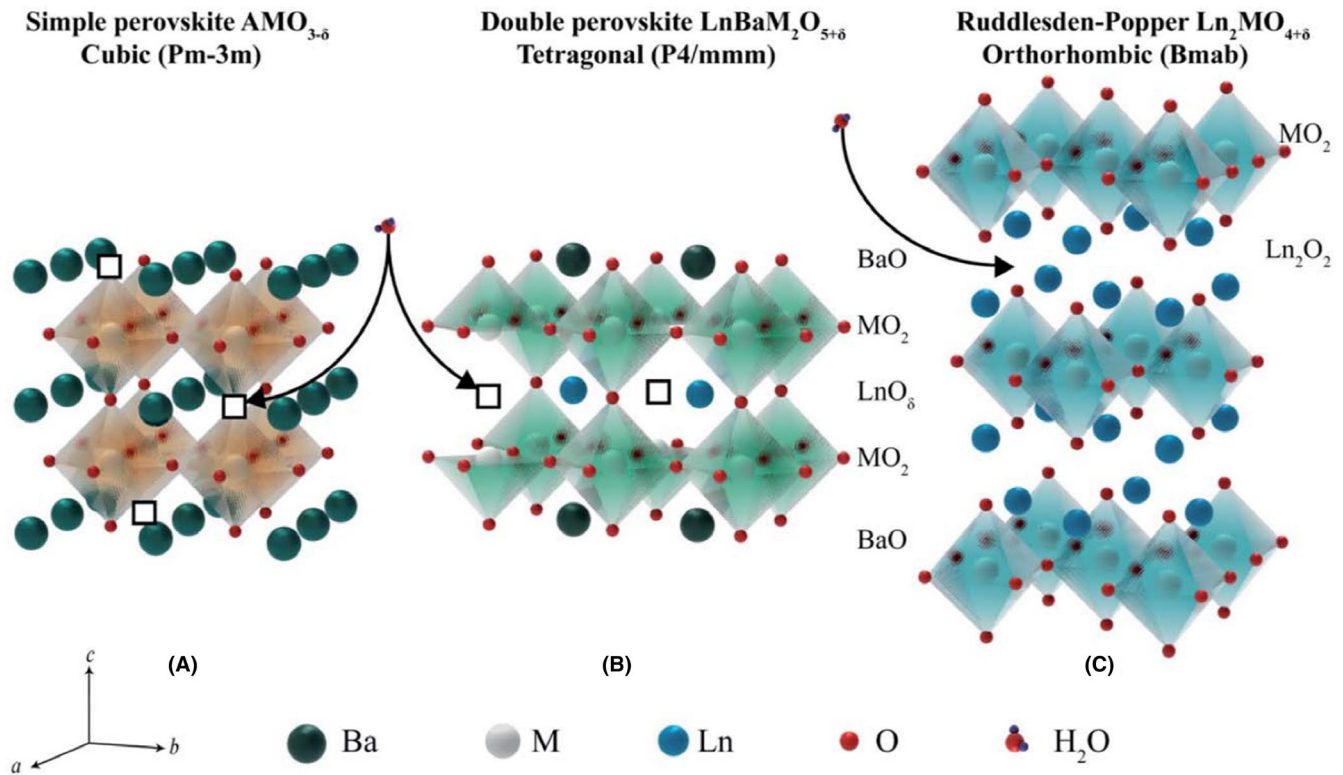 Simple perovskite AMO₃₋δ
Cubic (Pm-3m)
Double perovskite LnBaM₂O₅₊δ
Tetragonal (P4/mmm)
Ruddlesden-Popper Ln₂MO₄₊δ
Orthorhombic (Bmab)
BaO
MO₂
LnOδ
MO₂
BaO
MO₂
Ln₂O₂
(A)
(B)
(C)
c
b
a
Ba
M
Ln
O
H₂O